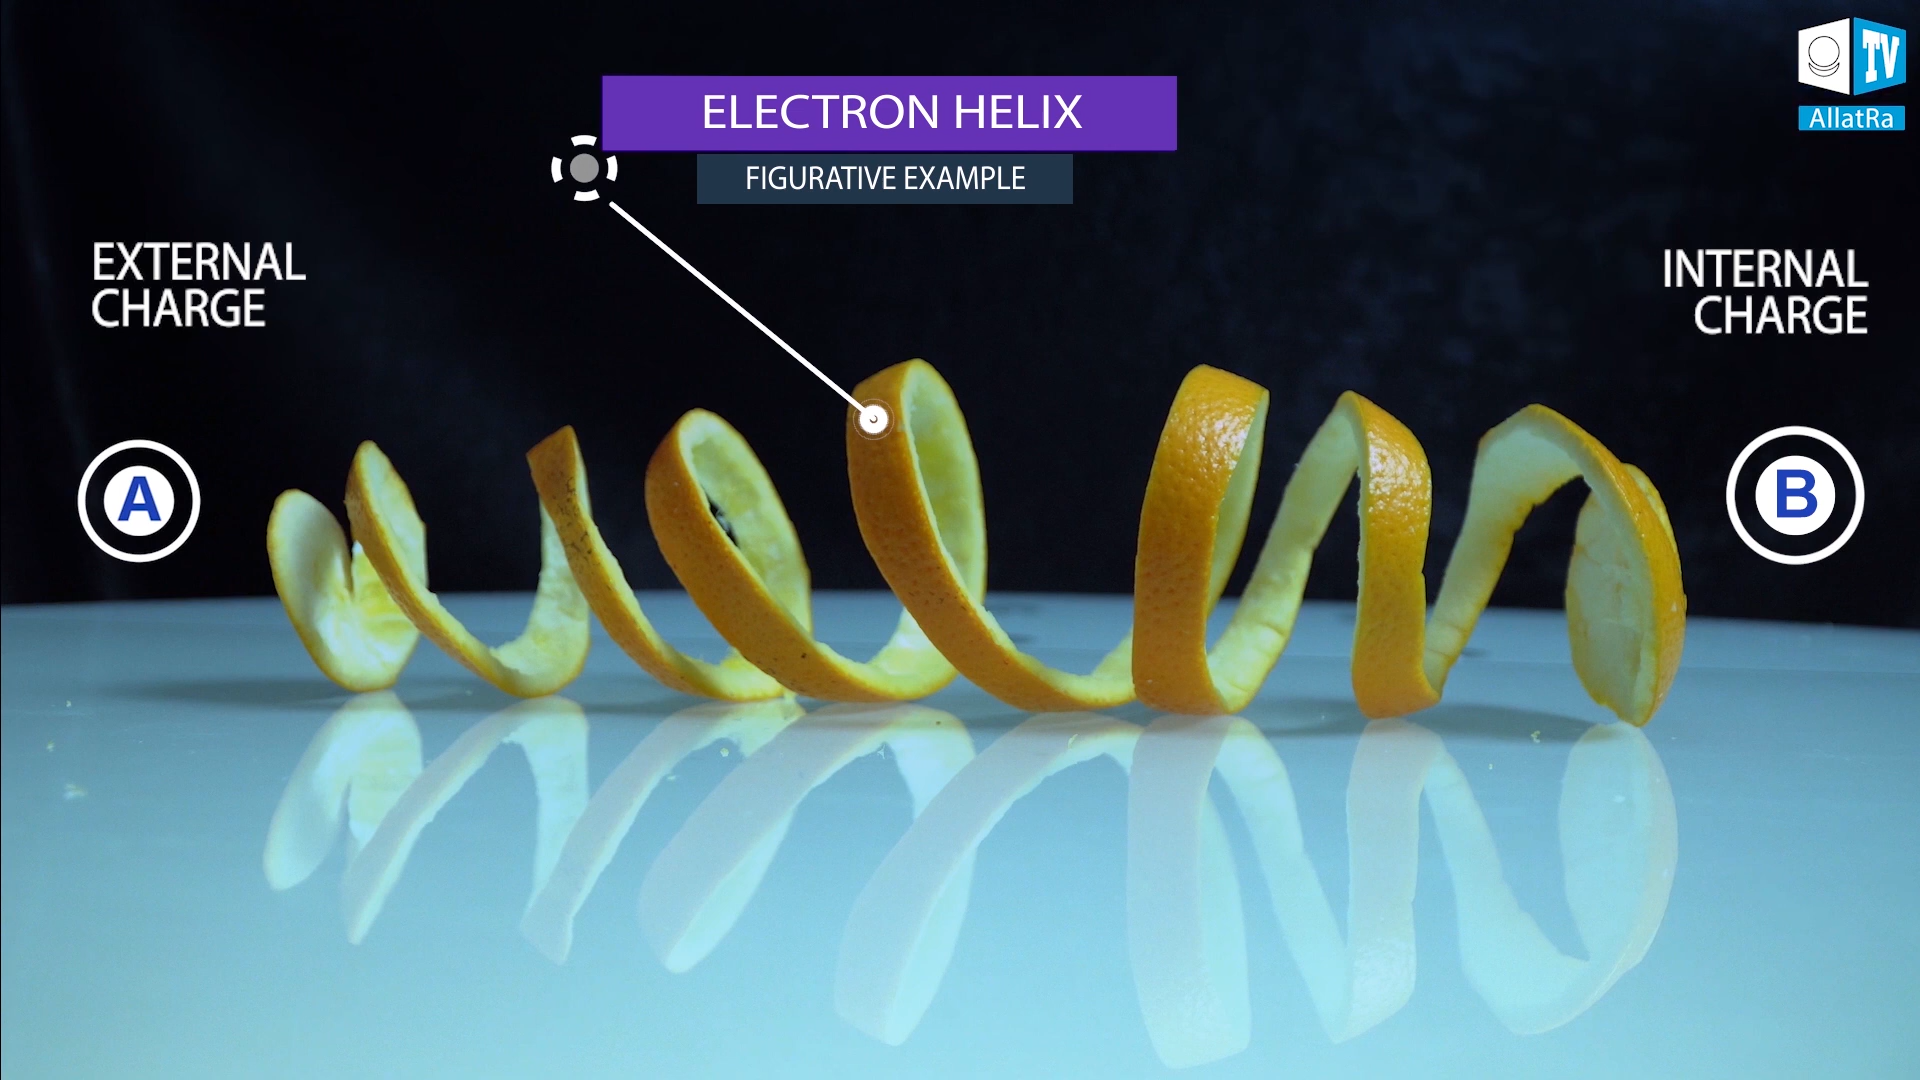 TV
AllatRa
ELECTRON HELIX
FIGURATIVE EXAMPLE
EXTERNAL
CHARGE
INTERNAL
CHARGE
A
B